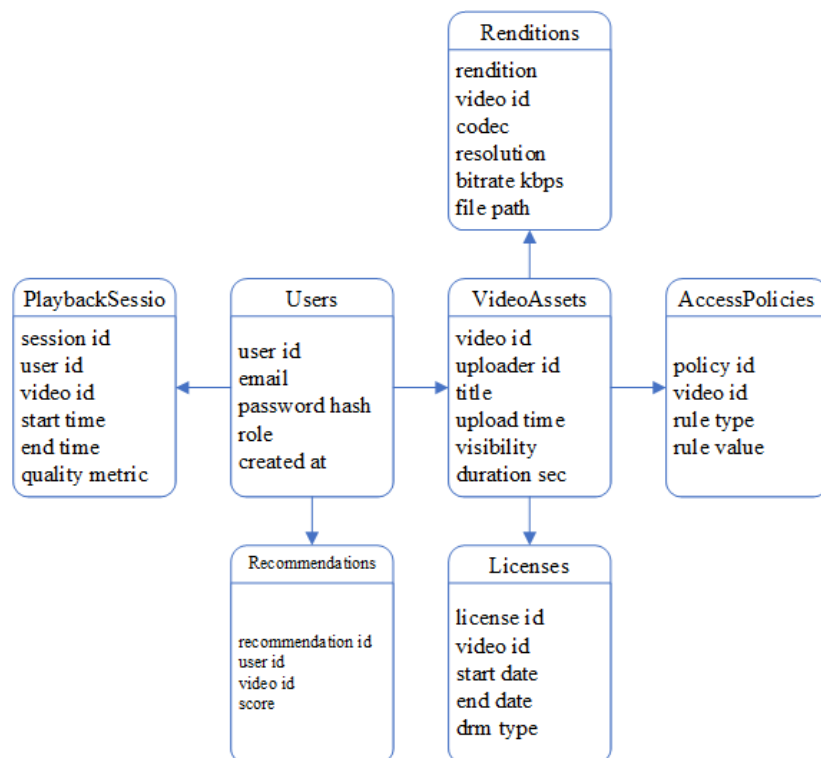 Renditions
rendition
video id
codec
resolution
bitrate kbps
file path
PlaybackSessio
session id
user id
video id
start time
end time
quality metric
Users
user id
email
password hash
role
created at
VideoAssets
video id
uploader id
title
upload time
visibility
duration sec
AccessPolicies
policy id
video id
rule type
rule value
Recommendations
recommendation id
user id
video id
score
Licenses
license id
video id
start date
end date
drm type